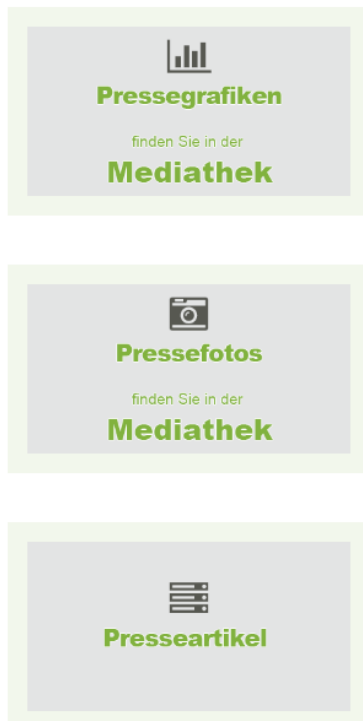 Pressegrafiken
finden Sie in der
Mediathek
Pressefotos
finden Sie in der
Mediathek
Presseartikel